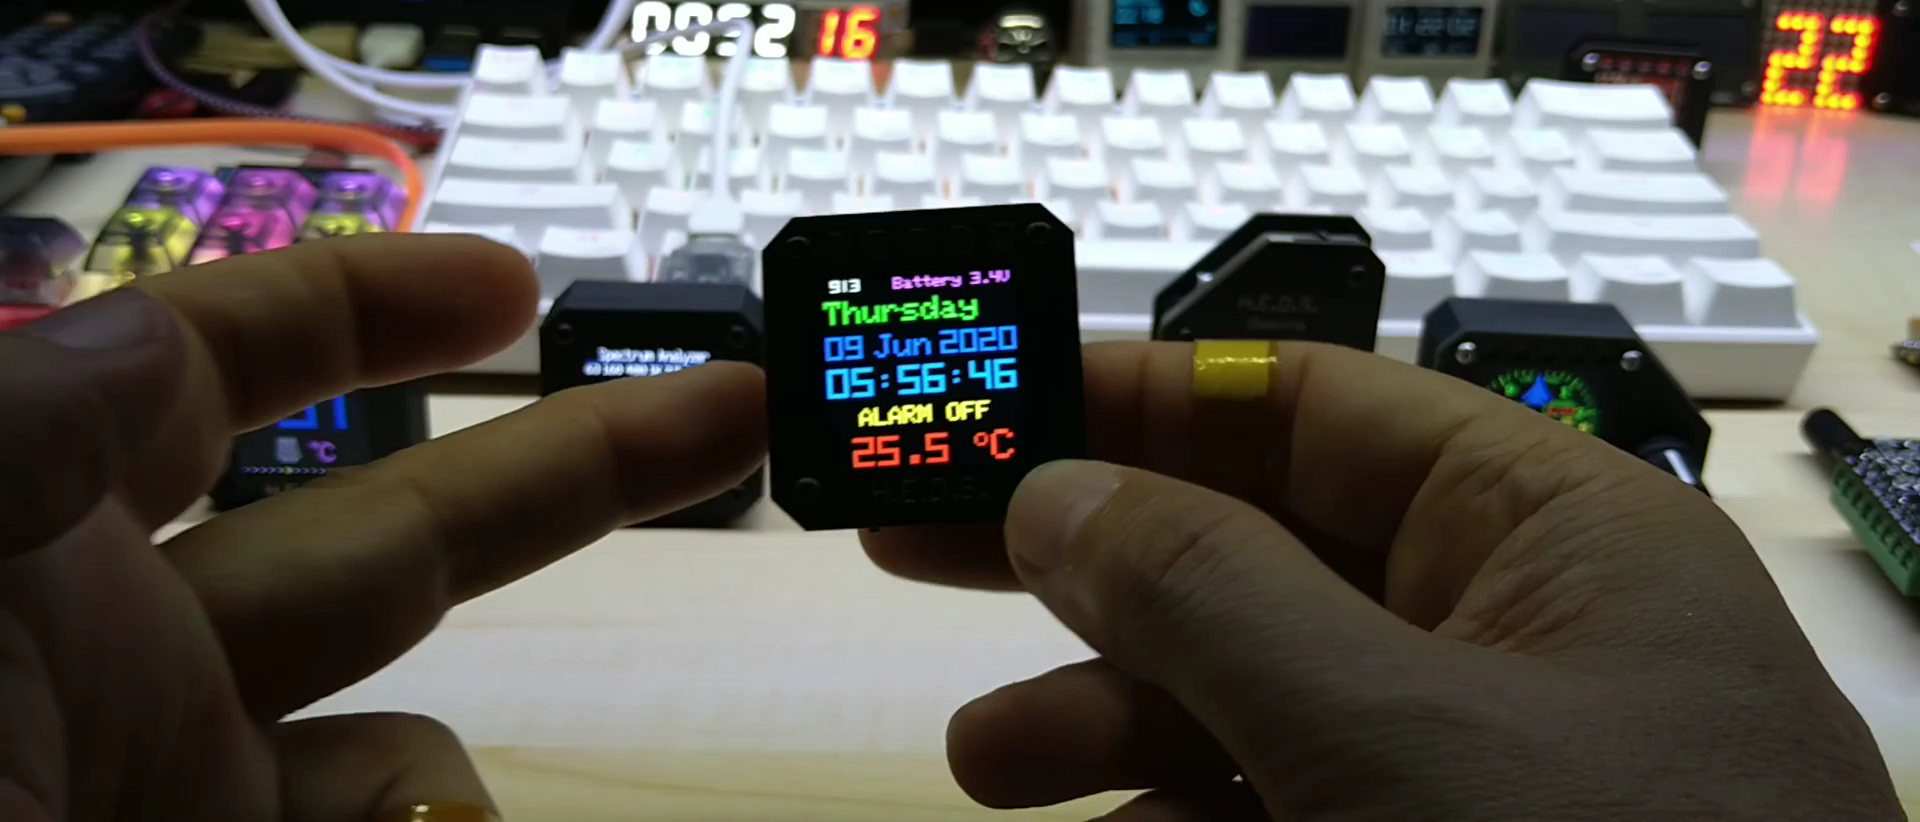 0052 16
22
913 Battery 3.4V
Thursday
09 Jun 2020
05:56:46
ALARM OFF
25.5 °C
H.E.D.S.
Spectrum Analyzer
H.E.D.S.
°C